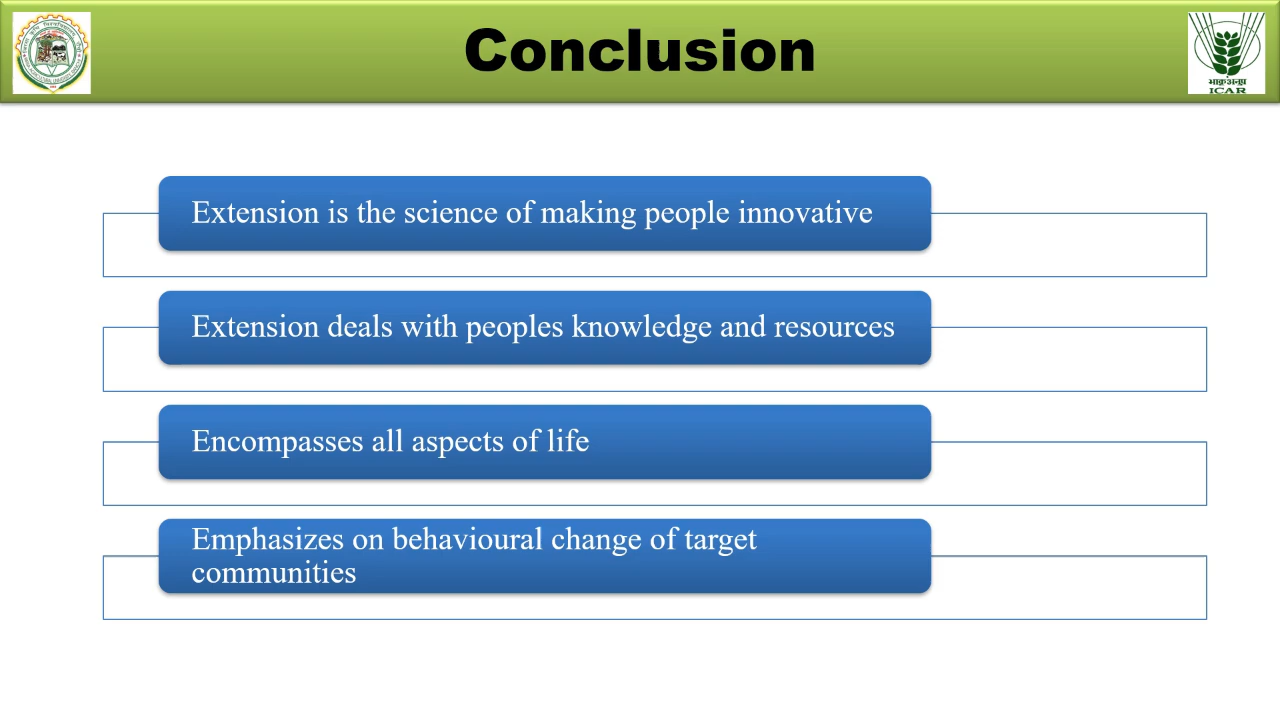 Conclusion
भाकृअनुप
ICAR
Extension is the science of making people innovative
Extension deals with peoples knowledge and resources
Encompasses all aspects of life
Emphasizes on behavioural change of target
communities